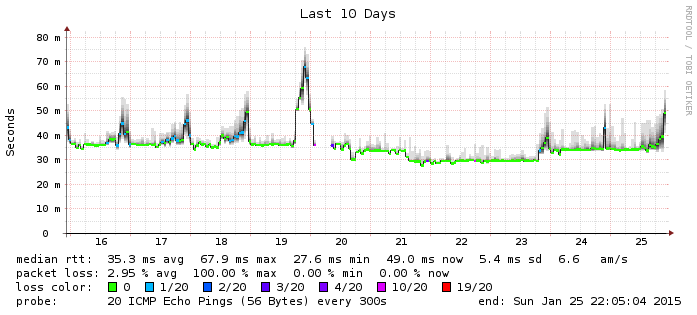 Last 10 Days
RRDTOOL / TOBI OETIKER
Seconds
80 m
70 m
60 m
50 m
40 m
30 m
20 m
10 m
0
16 17 18 19 20 21 22 23 24 25
median rtt: 35.3 ms avg 67.9 ms max 27.6 ms min 49.0 ms now 5.4 ms sd 6.6 am/s
packet loss: 2.95 % avg 100.00 % max 0.00 % min 0.00 % now
loss color: 0 1/20 2/20 3/20 4/20 10/20 19/20
probe: 20 ICMP Echo Pings (56 Bytes) every 300s end: Sun Jan 25 22:05:04 2015